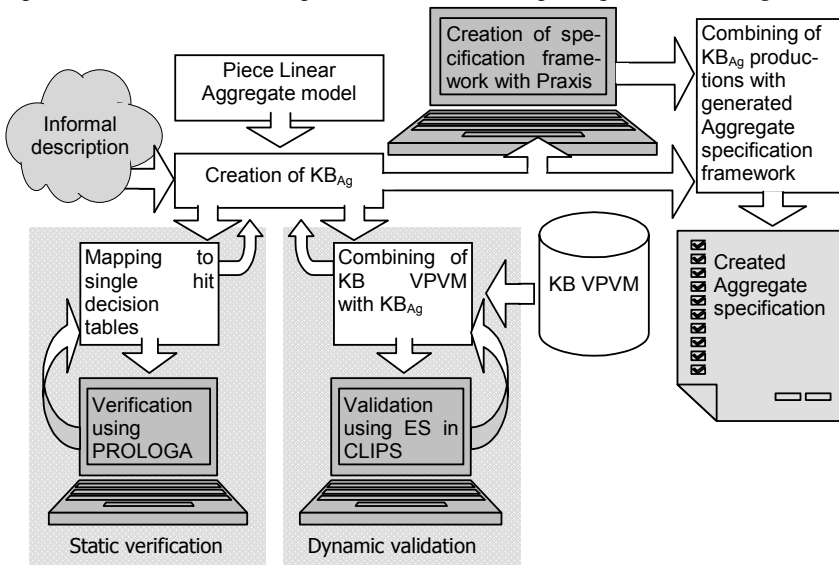 Informal
description
Piece Linear
Aggregate model
Creation of spe-
cification frame-
work with Praxis
Combining of
KBAg produc-
tions with
generated
Aggregate
specification
framework
Creation of KBAg
Mapping to
single hit
decision
tables
Combining of
KB VPVM
with KBAg
KB VPVM
Created
Aggregate
specification
Verification
using
PROLOGA
Validation
using ES in
CLIPS
Static verification
Dynamic validation